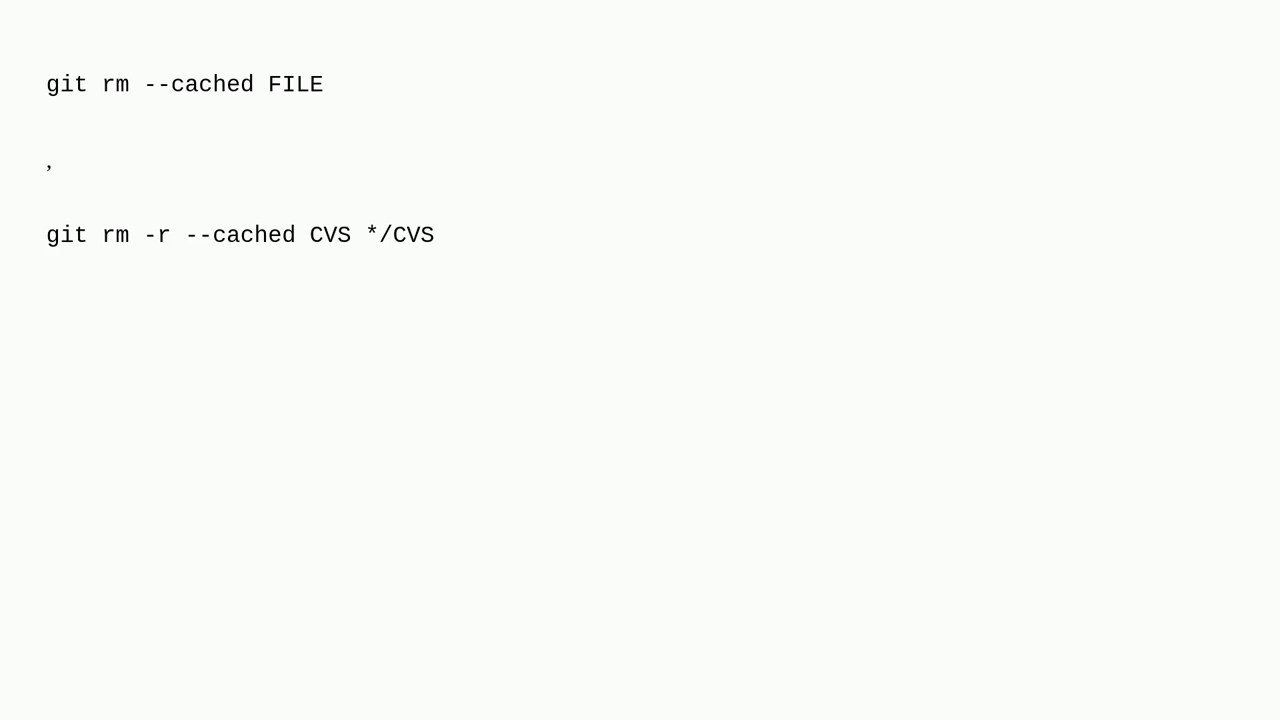 git rm --cached FILE
,
git rm -r --cached CVS */CVS